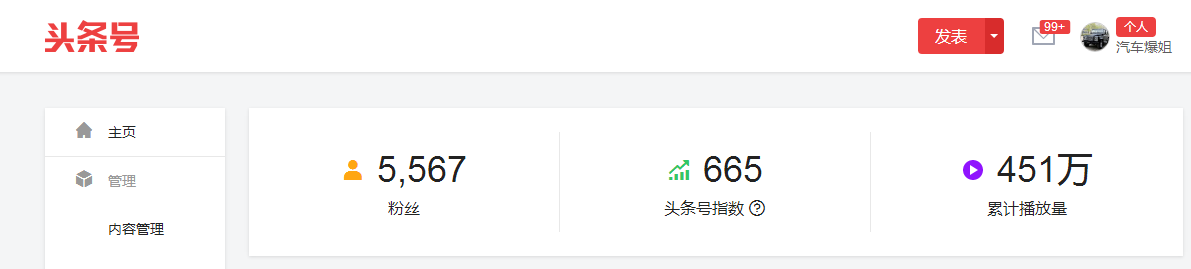 头条号
发表
99+
个人
汽车爆姐
主页
管理
内容管理
5,567
粉丝
665
头条号指数 ?
451万
累计播放量